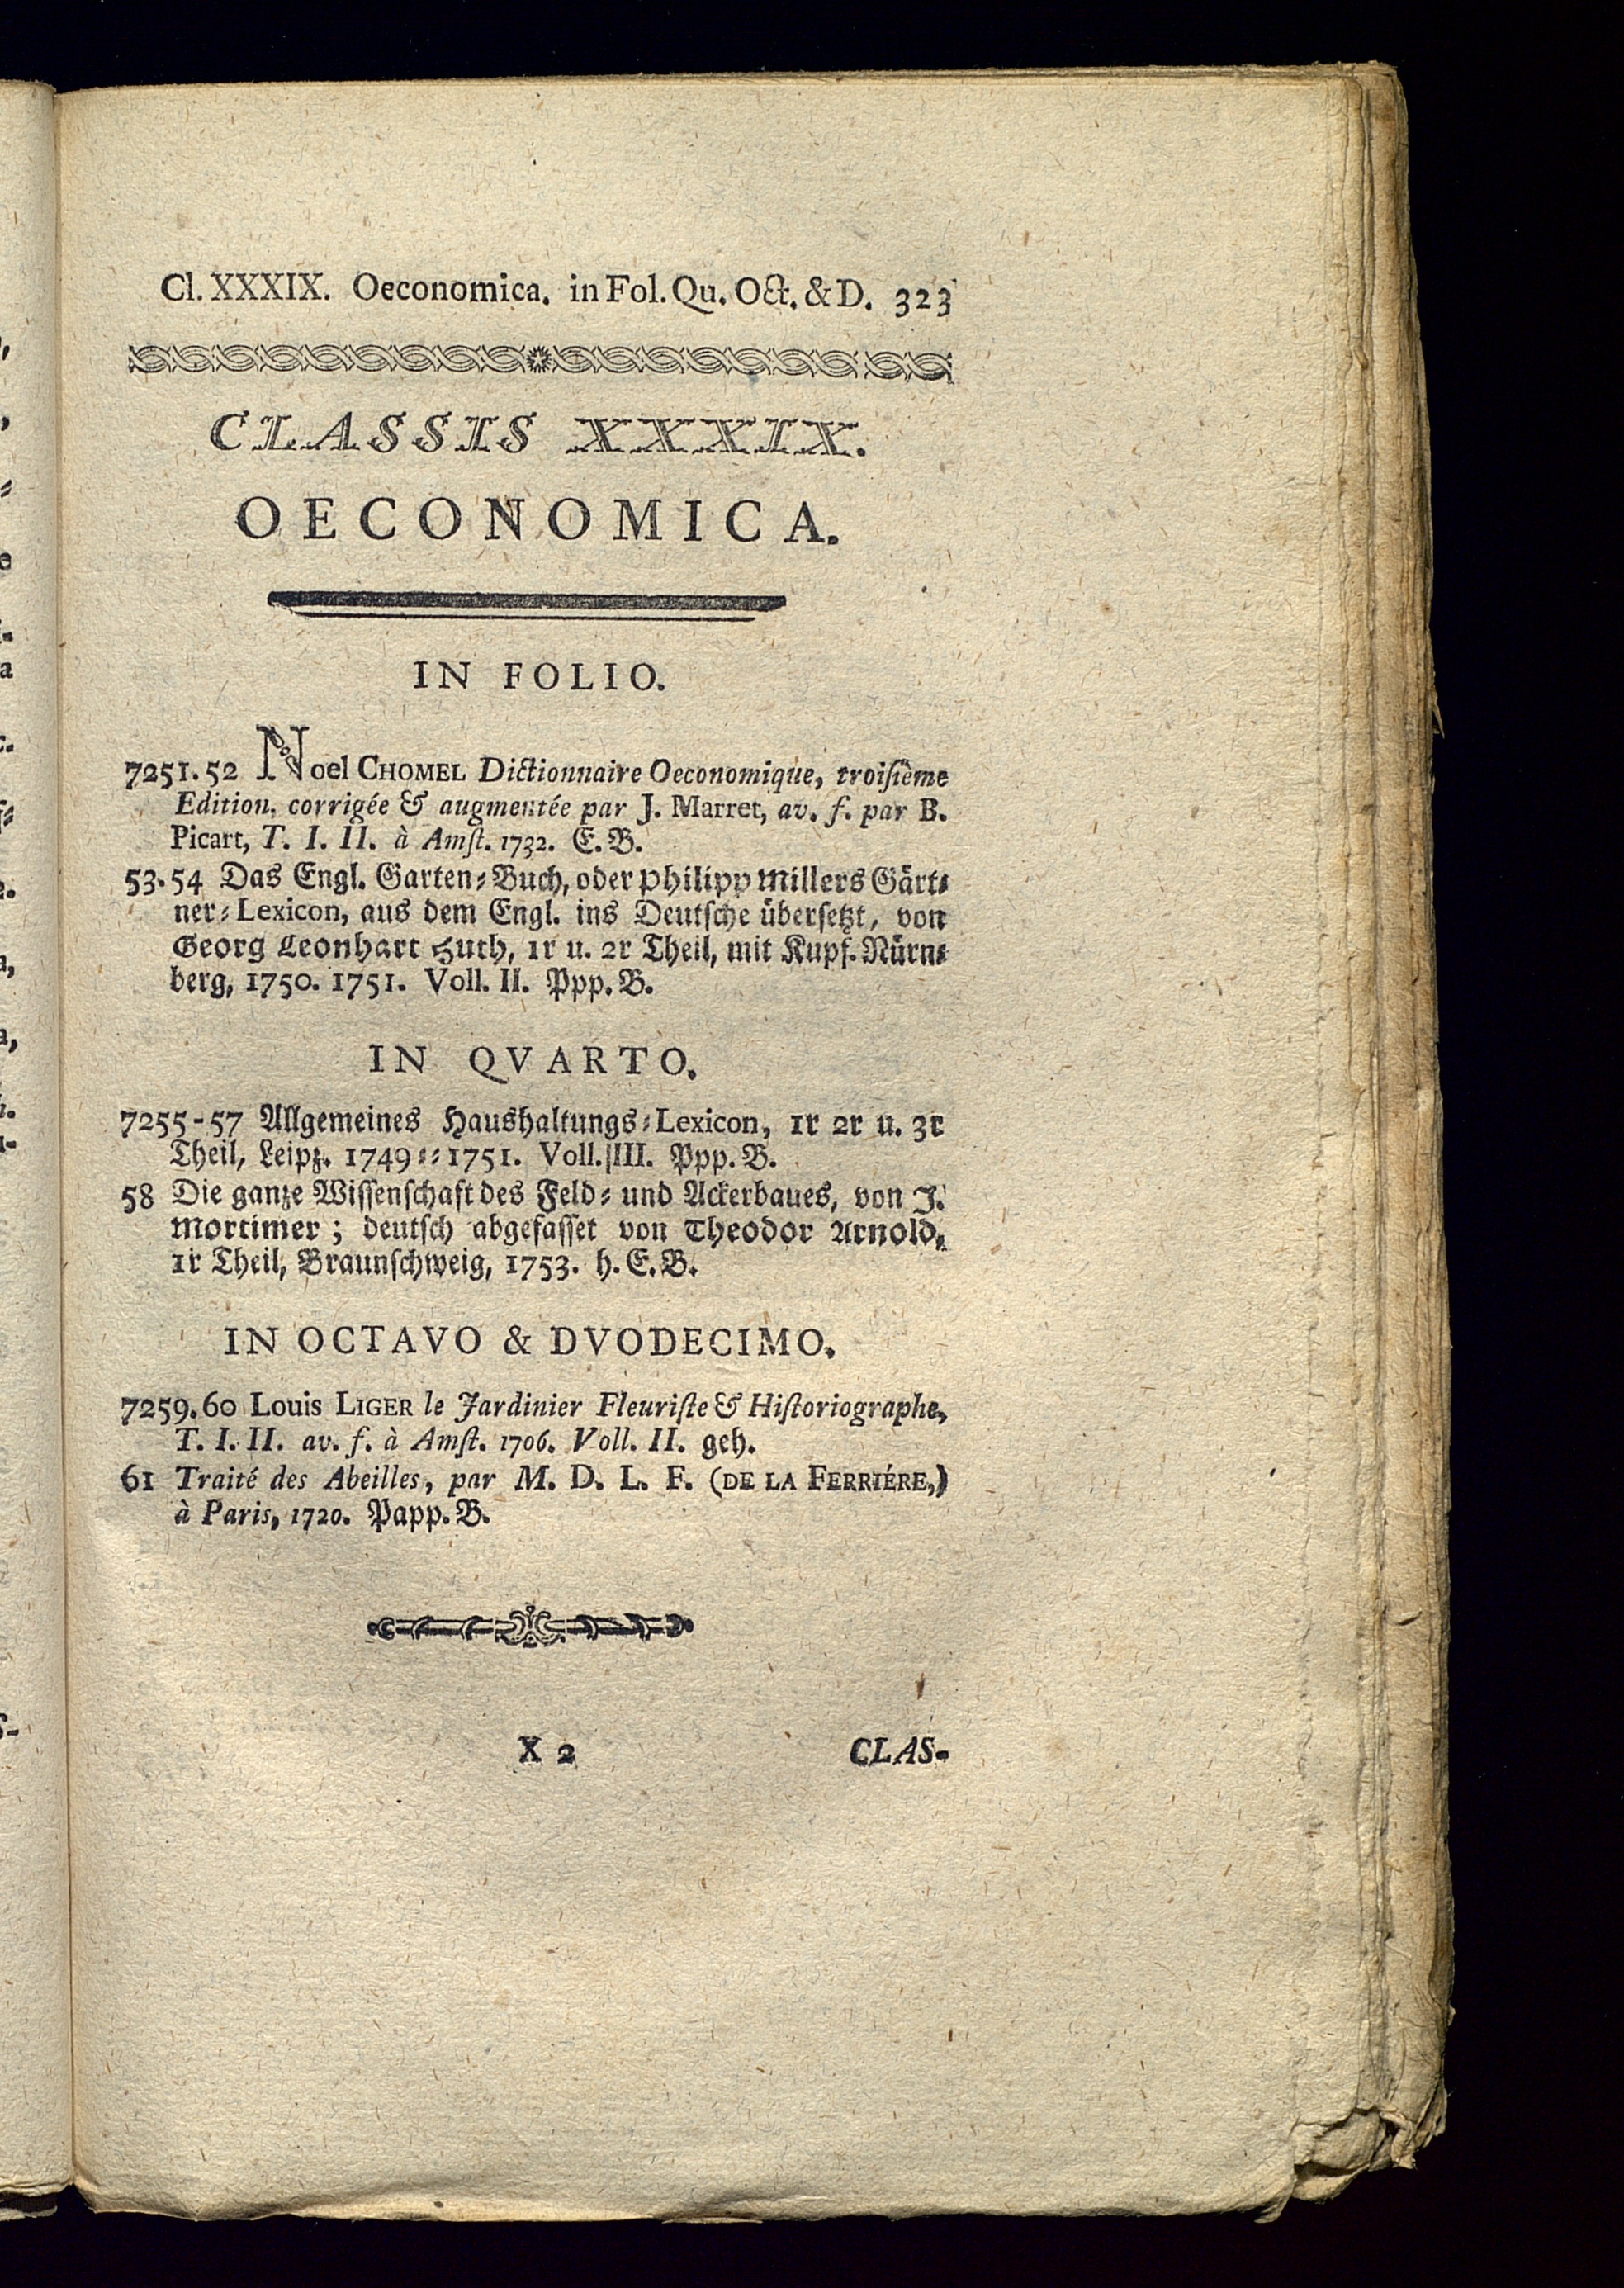 Cl. XXXIX. Oeconomica. in Fol. Qu. Oct. & D. 323
CLASSIS XXXIX.
OECONOMICA.
IN FOLIO.
7251. 52 Noel CHOMEL Dictionnaire Oeconomique, troiſième
Edition, corrigée & augmentée par J. Marret, av. f. par B.
Picart, T. I. II. à Amſt. 1732. E. B.
53. 54 Das Engl. Garten⸗Buch, oder Philipp Millers Gärt⸗
ner⸗Lexicon, aus dem Engl. ins Deutſche überſetzt, von
Georg Leonhart Huth, 1r u. 2r Theil, mit Kupf. Nürn⸗
berg, 1750. 1751. Voll. II. Ppp. B.
IN QVARTO.
7255-57 Allgemeines Haushaltungs⸗Lexicon, 1r 2r u. 3r
Theil, Leipz. 1749⸗⸗1751. Voll. III. Ppp. B.
58 Die ganze Wiſſenſchaft des Feld⸗ und Ackerbaues, von J.
Mortimer; deutſch abgefaſſet von Theodor Arnold,
1r Theil, Braunſchweig, 1753. h. E. B.
IN OCTAVO & DVODECIMO.
7259. 60 Louis LIGER le Jardinier Fleuriſte & Hiſtoriographe,
T. I. II. av. f. à Amſt. 1706. Voll. II. geh.
61 Traité des Abeilles, par M. D. L. F. (DE LA FERRIÉRE,)
à Paris, 1720. Papp. B.
X 2 CLAS-